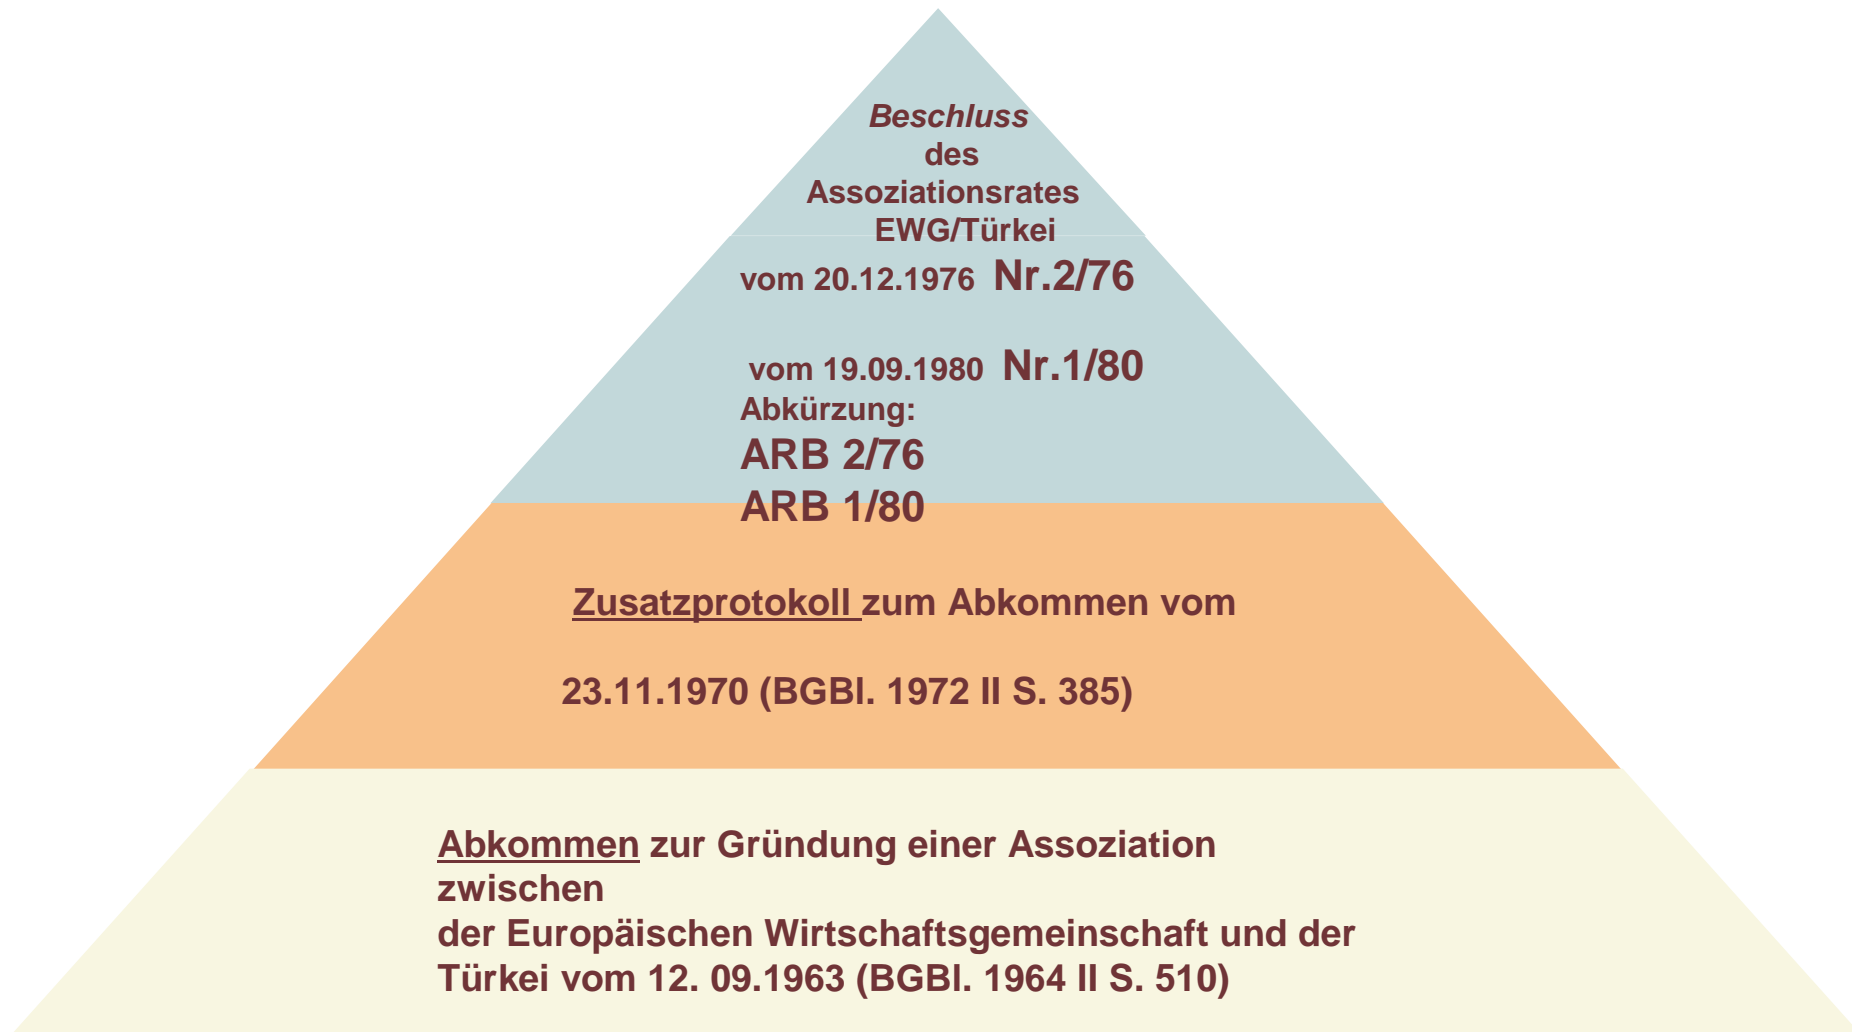 Beschluss
des
Assoziationsrates
EWG/Türkei
vom 20.12.1976 Nr.2/76
vom 19.09.1980 Nr.1/80
Abkürzung:
ARB 2/76
ARB 1/80
Zusatzprotokoll zum Abkommen vom
23.11.1970 (BGBl. 1972 II S. 385)
Abkommen zur Gründung einer Assoziation
zwischen
der Europäischen Wirtschaftsgemeinschaft und der
Türkei vom 12. 09.1963 (BGBl. 1964 II S. 510)